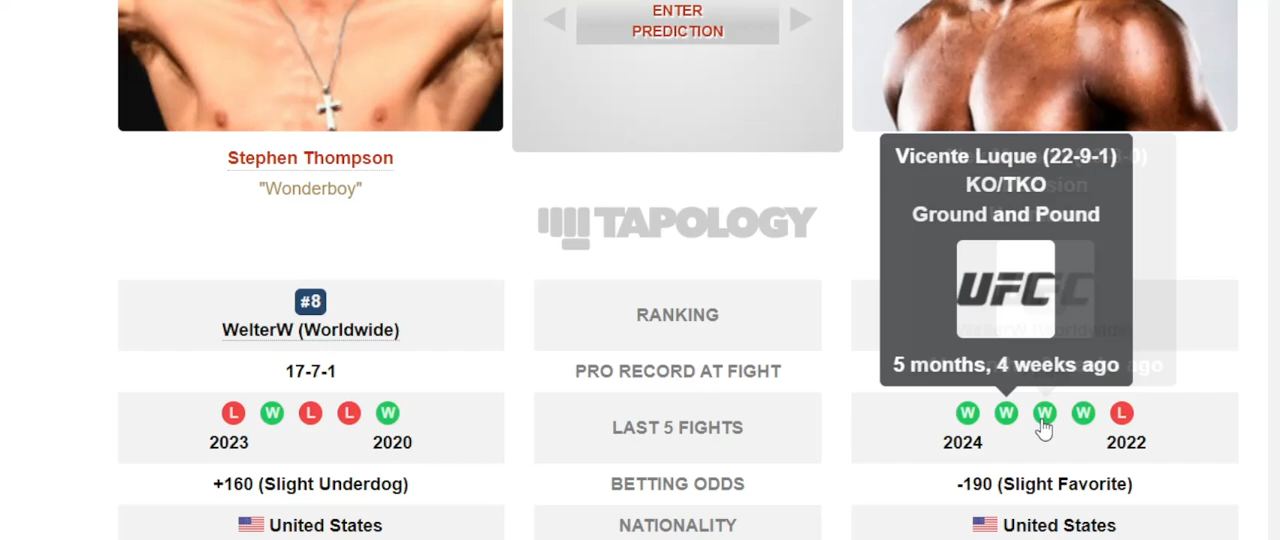 ENTER
PREDICTION
Stephen Thompson
"Wonderboy"
TAPOLOGY
Vicente Luque (22-9-1)
KO/TKO
Ground and Pound
UFC
5 months, 4 weeks ago
#8
WelterW (Worldwide)
RANKING
17-7-1
PRO RECORD AT FIGHT
L W L L W
2023 2020
LAST 5 FIGHTS
W W W W L
2024 2022
+160 (Slight Underdog)
BETTING ODDS
-190 (Slight Favorite)
United States
NATIONALITY
United States